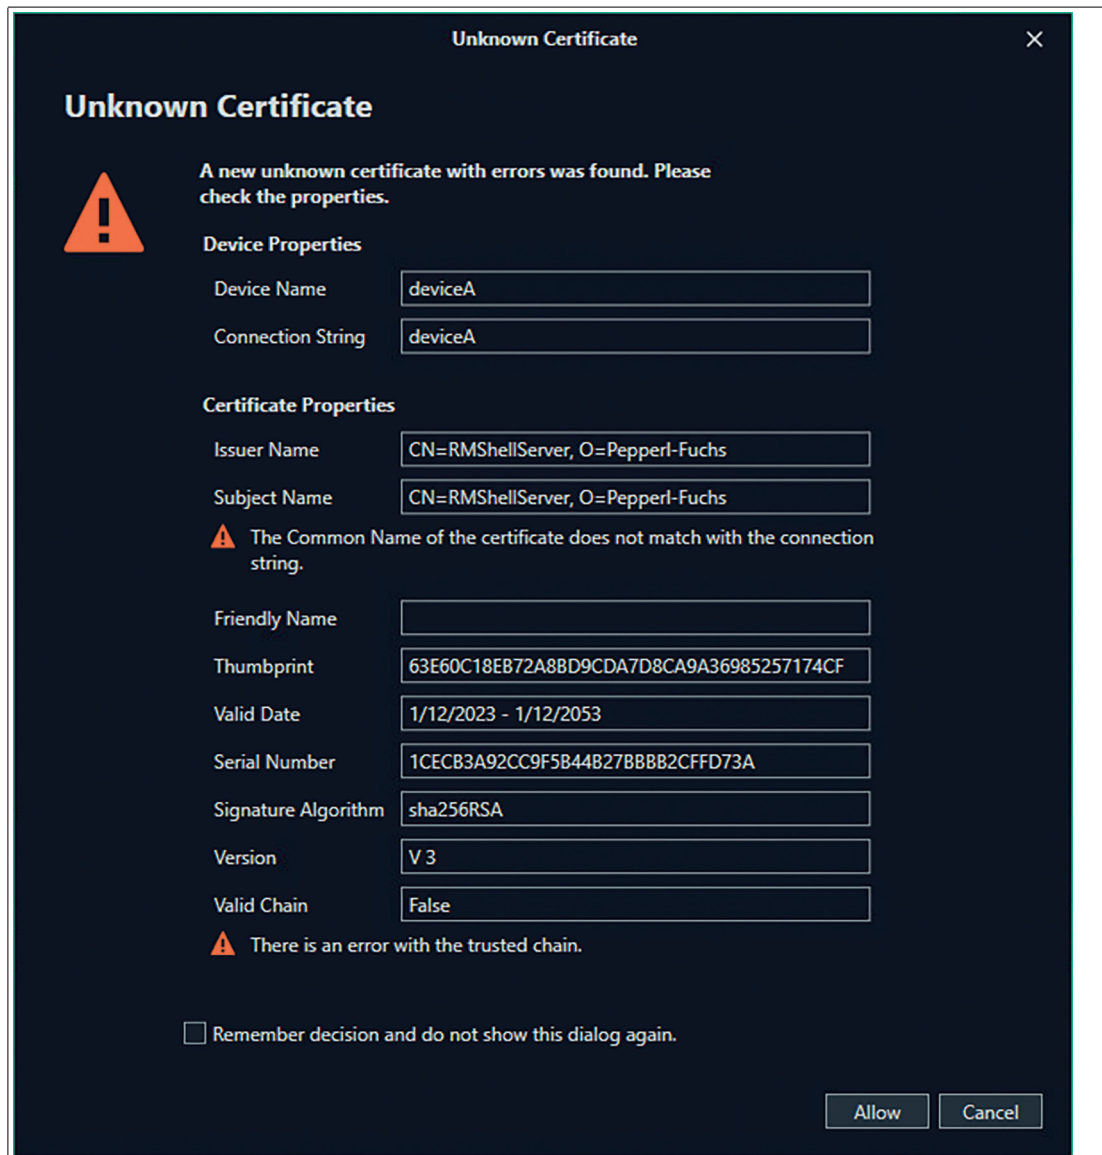 Unknown Certificate
Unknown Certificate
A new unknown certificate with errors was found. Please
check the properties.
Device Properties
Device Name deviceA
Connection String deviceA
Certificate Properties
Issuer Name CN=RMShellServer, O=Pepperl-Fuchs
Subject Name CN=RMShellServer, O=Pepperl-Fuchs
The Common Name of the certificate does not match with the connection
string.
Friendly Name
Thumbprint 63E60C18EB72A8BD9CDA7D8CA9A36985257174CF
Valid Date 1/12/2023 - 1/12/2053
Serial Number 1CECB3A92CC9F5B44B27BBBB2CFFD73A
Signature Algorithm sha256RSA
Version V 3
Valid Chain False
There is an error with the trusted chain.
Remember decision and do not show this dialog again.
Allow Cancel